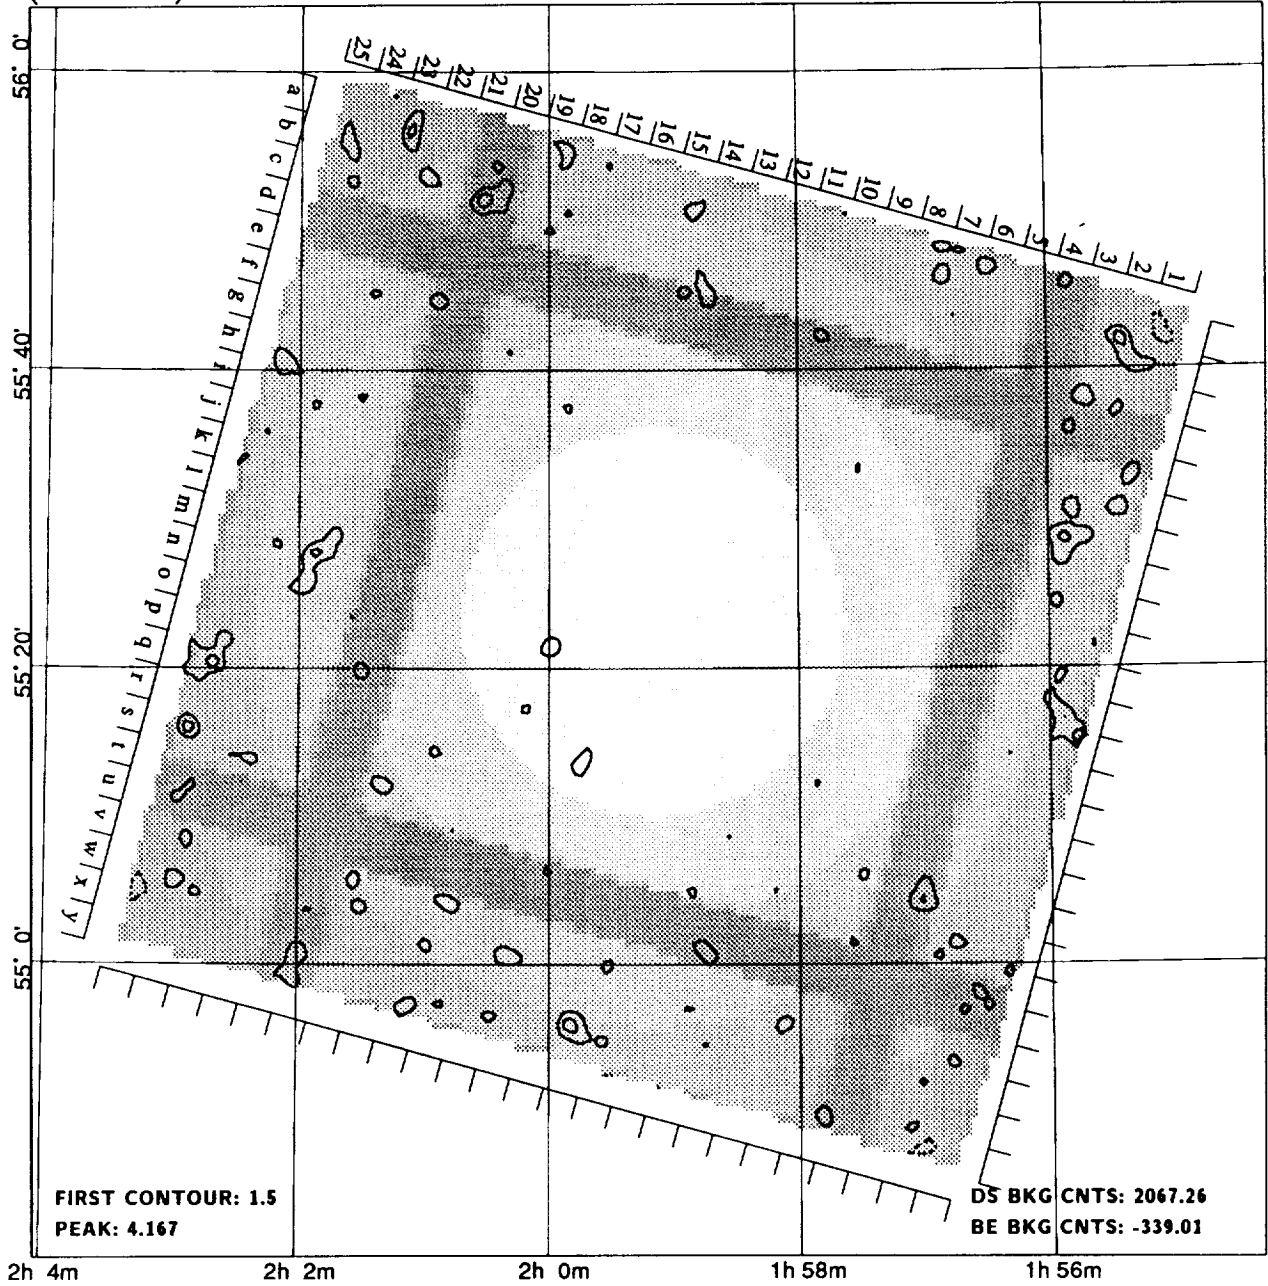 25 24 23 22 21 20 19 18 17 16 15 14 13 12 11 10 9 8 7 6 5 4 3 2 1
a b c d e f g h i j k l m n o p q r s t u v w x y
56° 0'
55° 40'
55° 20'
55° 0'
FIRST CONTOUR: 1.5
PEAK: 4.167
DS BKG CNTS: 2067.26
BE BKG CNTS: -339.01
2h 4m 2h 2m 2h 0m 1h 58m 1h 56m